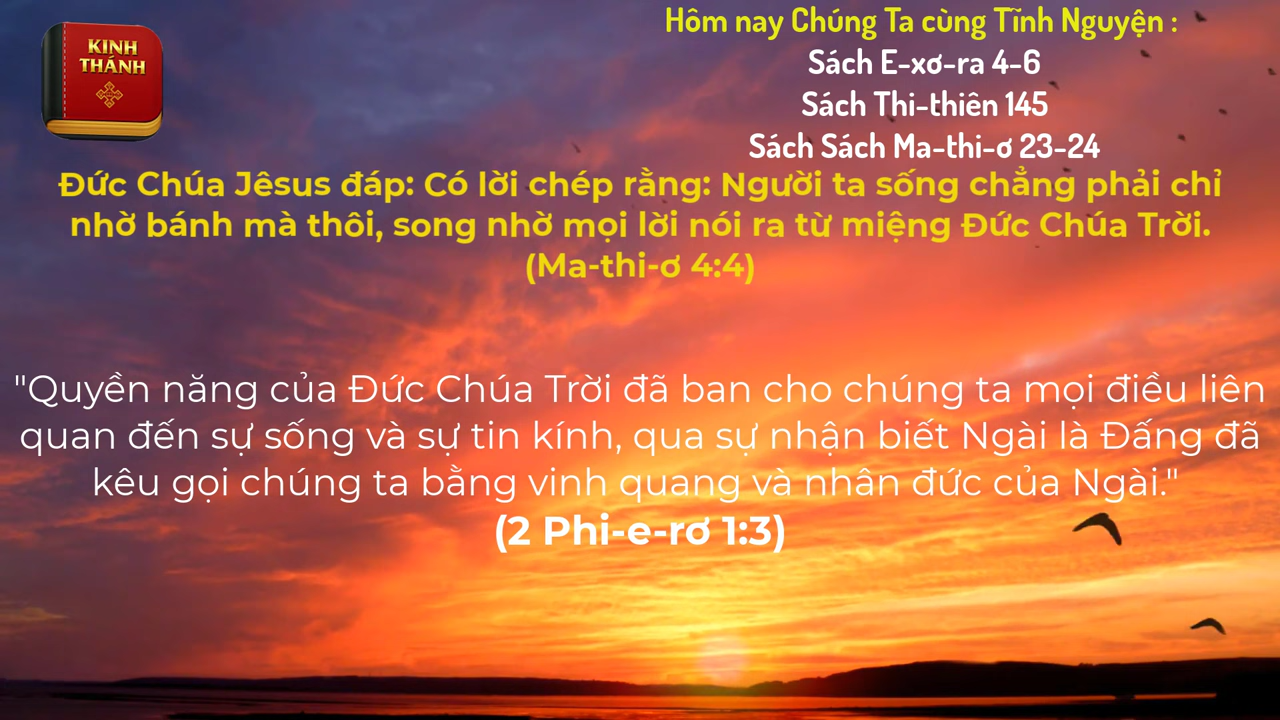 KINH
THÁNH
Hôm nay Chúng Ta cùng Tĩnh Nguyện :
Sách E-xơ-ra 4-6
Sách Thi-thiên 145
Sách Sách Ma-thi-ơ 23-24
Đức Chúa Jêsus đáp: Có lời chép rằng: Người ta sống chẳng phải chỉ
nhờ bánh mà thôi, song nhờ mọi lời nói ra từ miệng Đức Chúa Trời.
(Ma-thi-ơ 4:4)
"Quyền năng của Đức Chúa Trời đã ban cho chúng ta mọi điều liên
quan đến sự sống và sự tin kính, qua sự nhận biết Ngài là Đấng đã
kêu gọi chúng ta bằng vinh quang và nhân đức của Ngài."
(2 Phi-e-rơ 1:3)